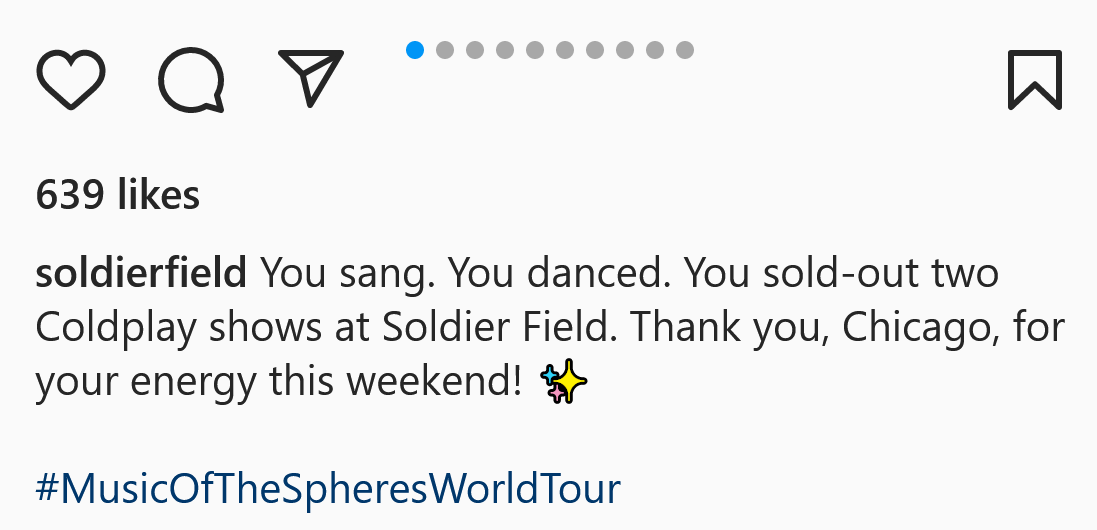 639 likes
soldierfield You sang. You danced. You sold-out two
Coldplay shows at Soldier Field. Thank you, Chicago, for
your energy this weekend! ✨
#MusicOfTheSpheresWorldTour